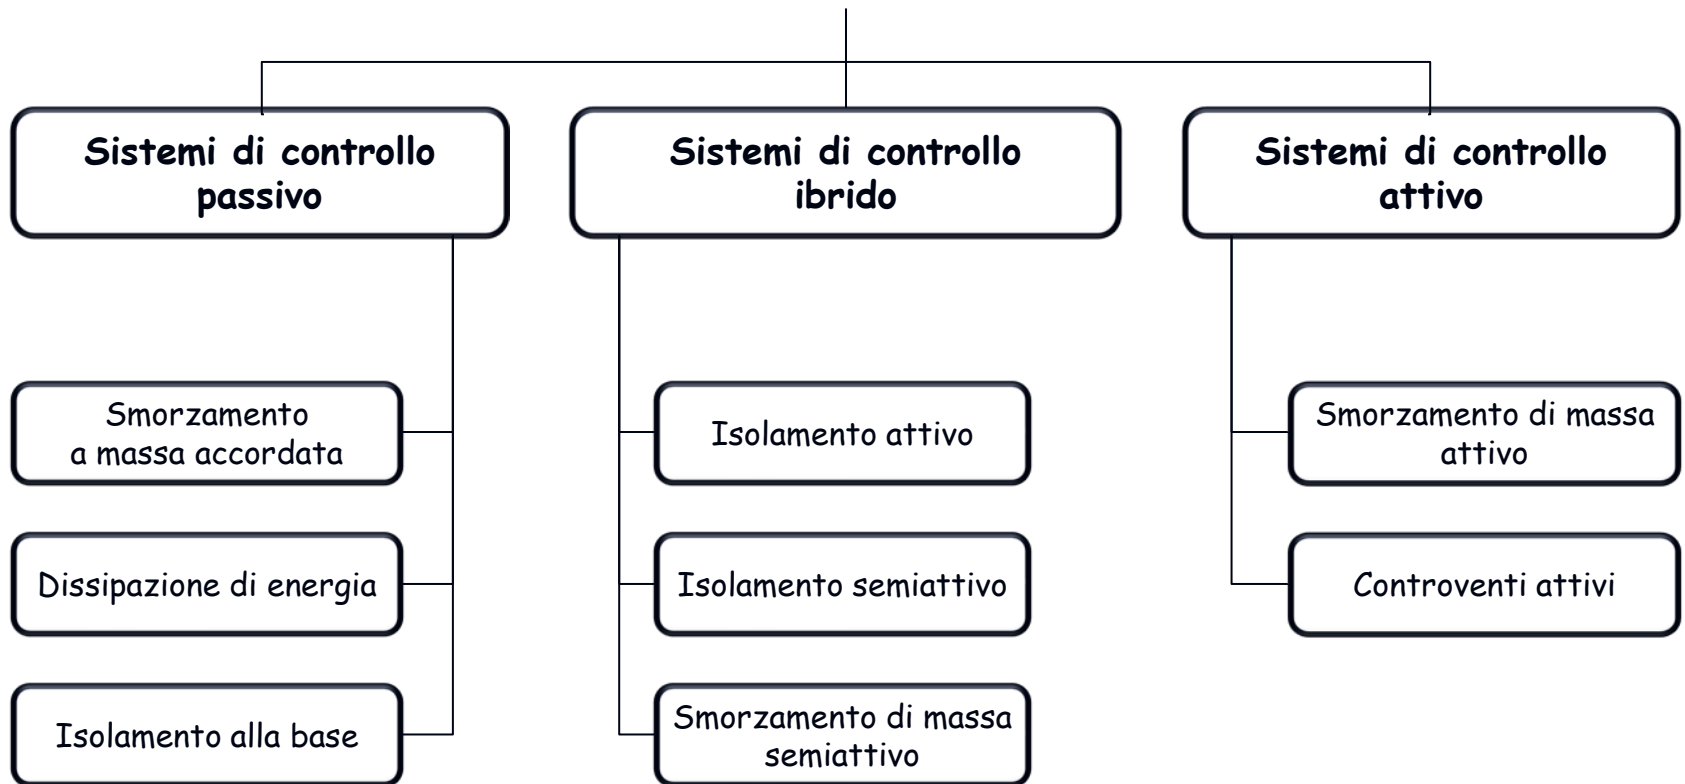 Sistemi di controllo
passivo
Sistemi di controllo
ibrido
Sistemi di controllo
attivo
Smorzamento
a massa accordata
Dissipazione di energia
Isolamento alla base
Isolamento attivo
Isolamento semiattivo
Smorzamento di massa
semiattivo
Smorzamento di massa
attivo
Controventi attivi